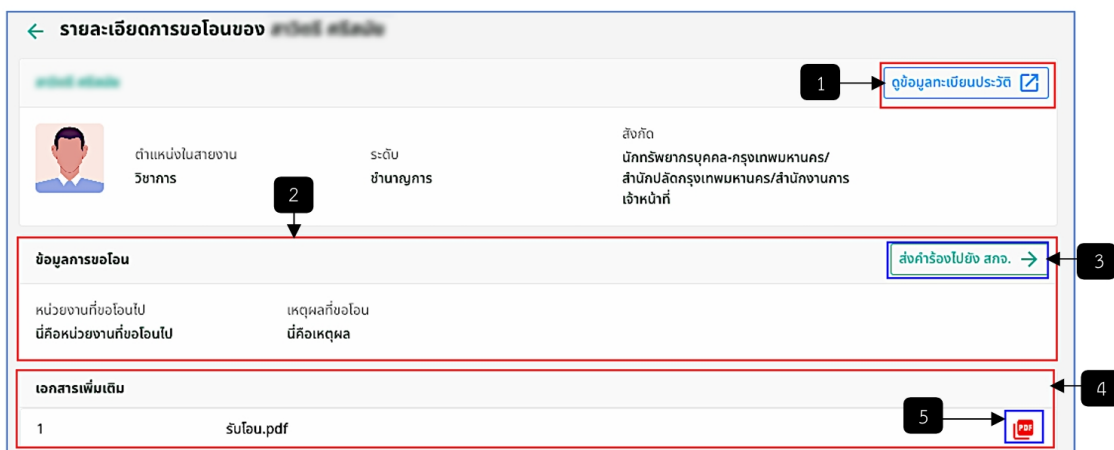 รายละเอียดการขอโอนของ
1
ดูข้อมูลทะเบียนประวัติ
ตำแหน่งในสายงาน
วิชาการ
ระดับ
ชำนาญการ
สังกัด
นักทรัพยากรบุคคล-กรุงเทพมหานคร/
สำนักปลัดกรุงเทพมหานคร/สำนักงานการ
เจ้าหน้าที่
2
ข้อมูลการขอโอน
ส่งคำร้องไปยัง สกจ.
3
หน่วยงานที่ขอโอนไป
นี่คือหน่วยงานที่ขอโอนไป
เหตุผลที่ขอโอน
นี่คือเหตุผล
เอกสารเพิ่มเติม
4
1 รับโอน.pdf
5
PDF